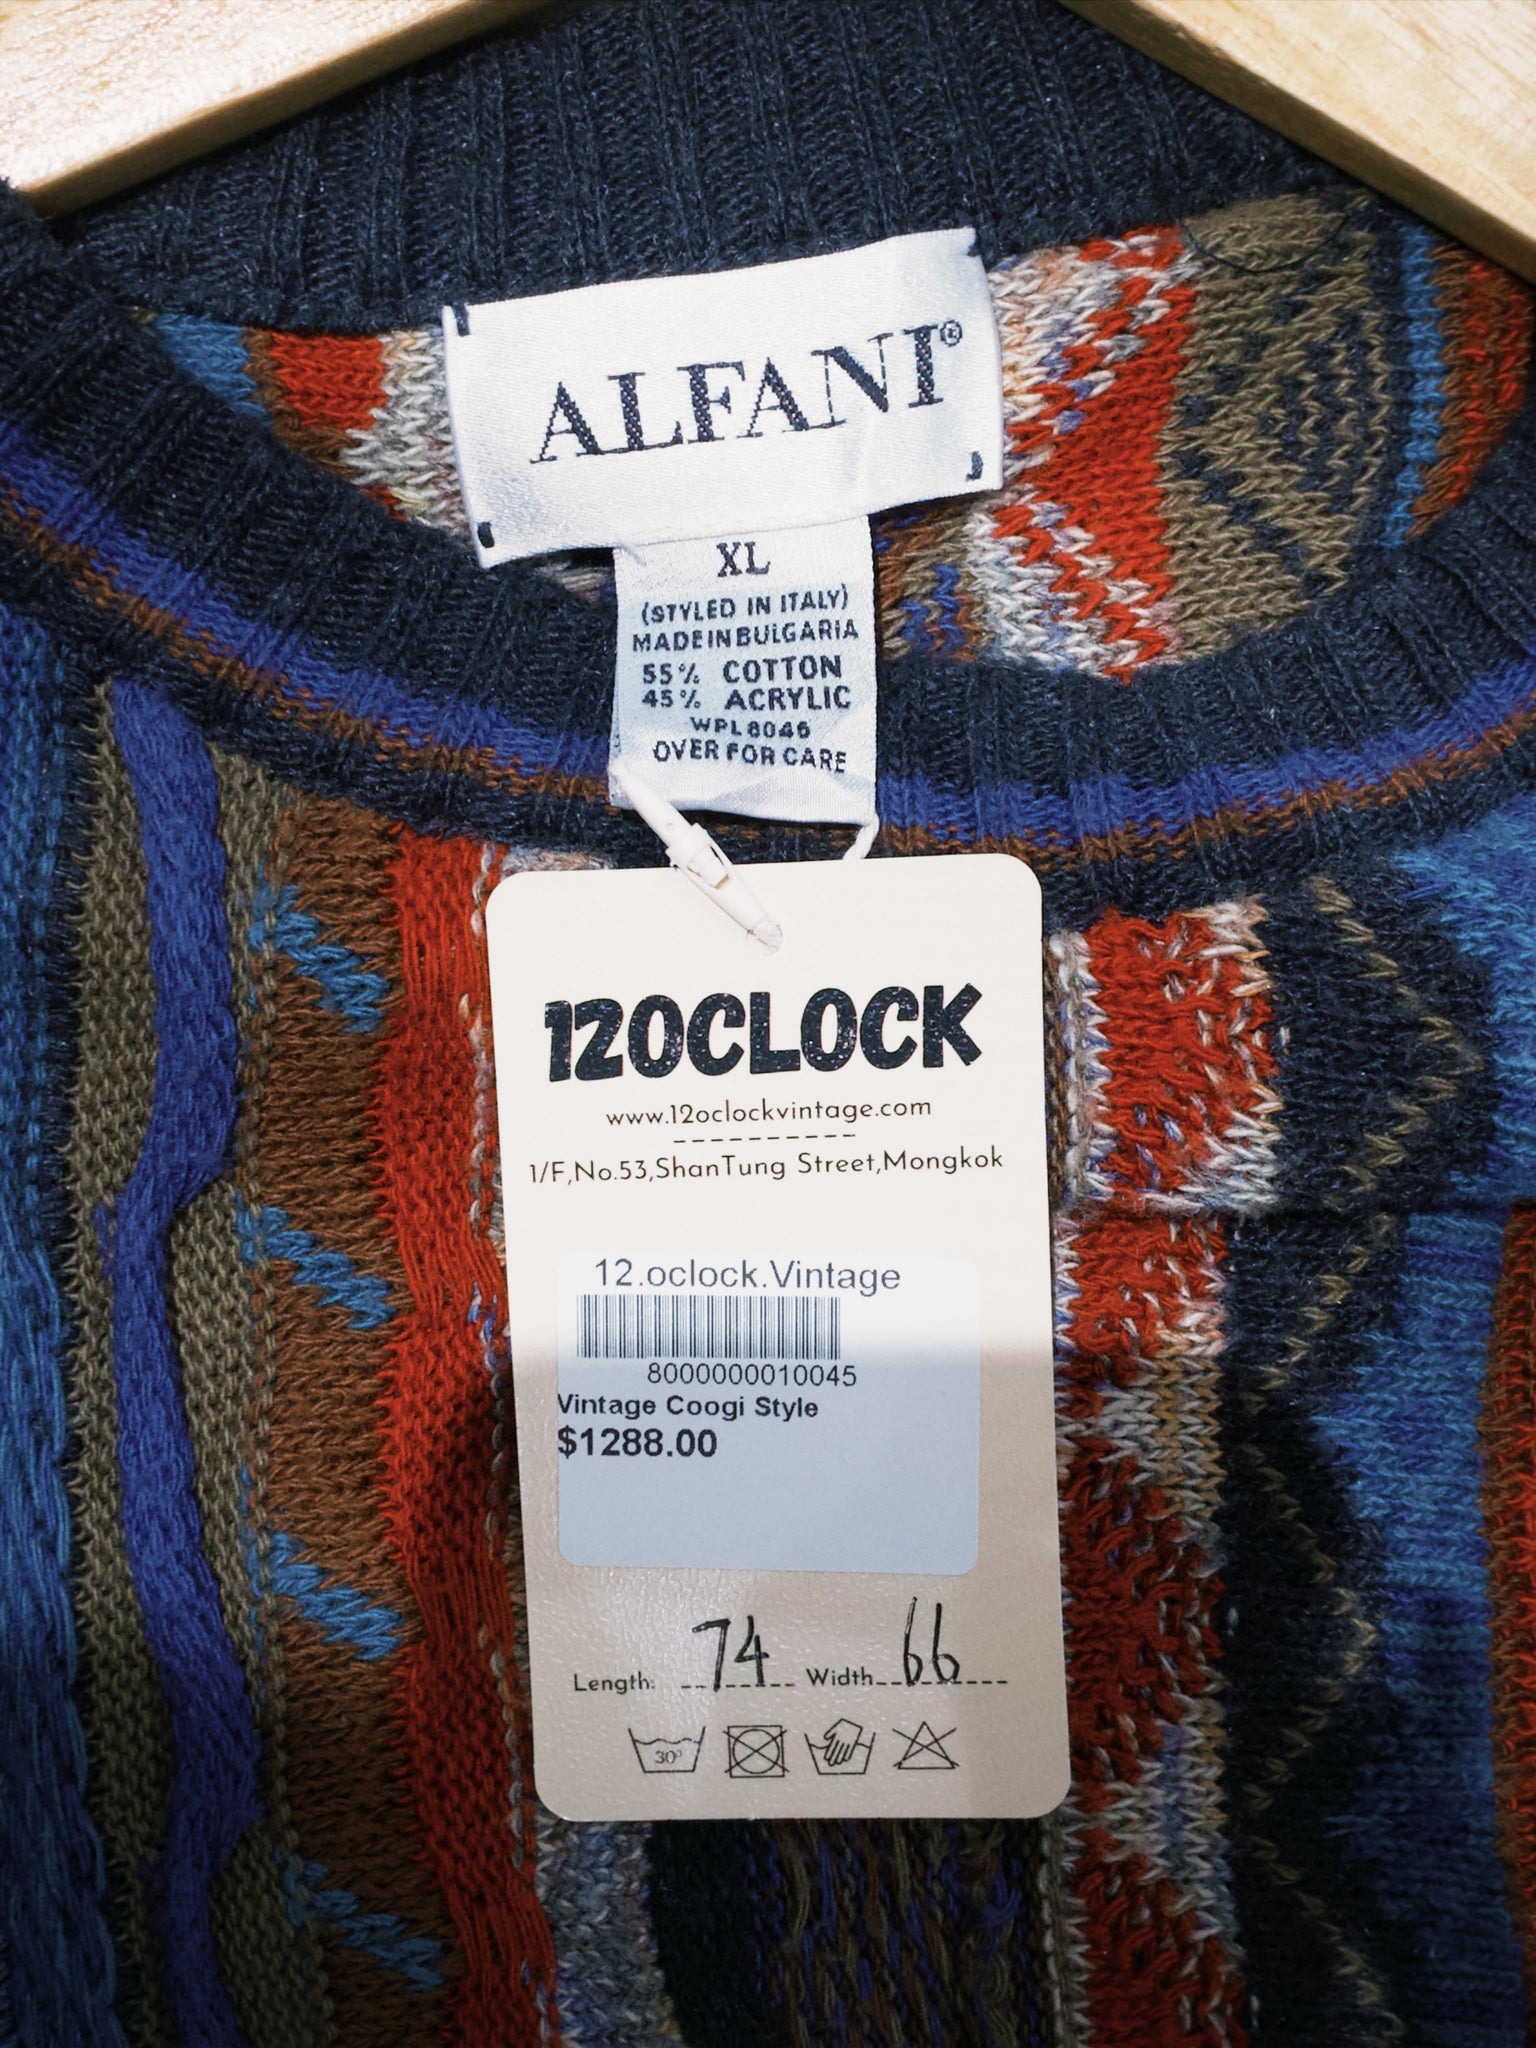 ALFANI®
XL
(STYLED IN ITALY)
MADE IN BULGARIA
55% COTTON
45% ACRYLIC
WPL8046
OVER FOR CARE
12OCLOCK
www.12oclockvintage.com
1/F,No.53,ShanTung Street,Mongkok
12.oclock.Vintage
8000000010045
Vintage Coogi Style
$1288.00
Length: 74 Width 66
30°